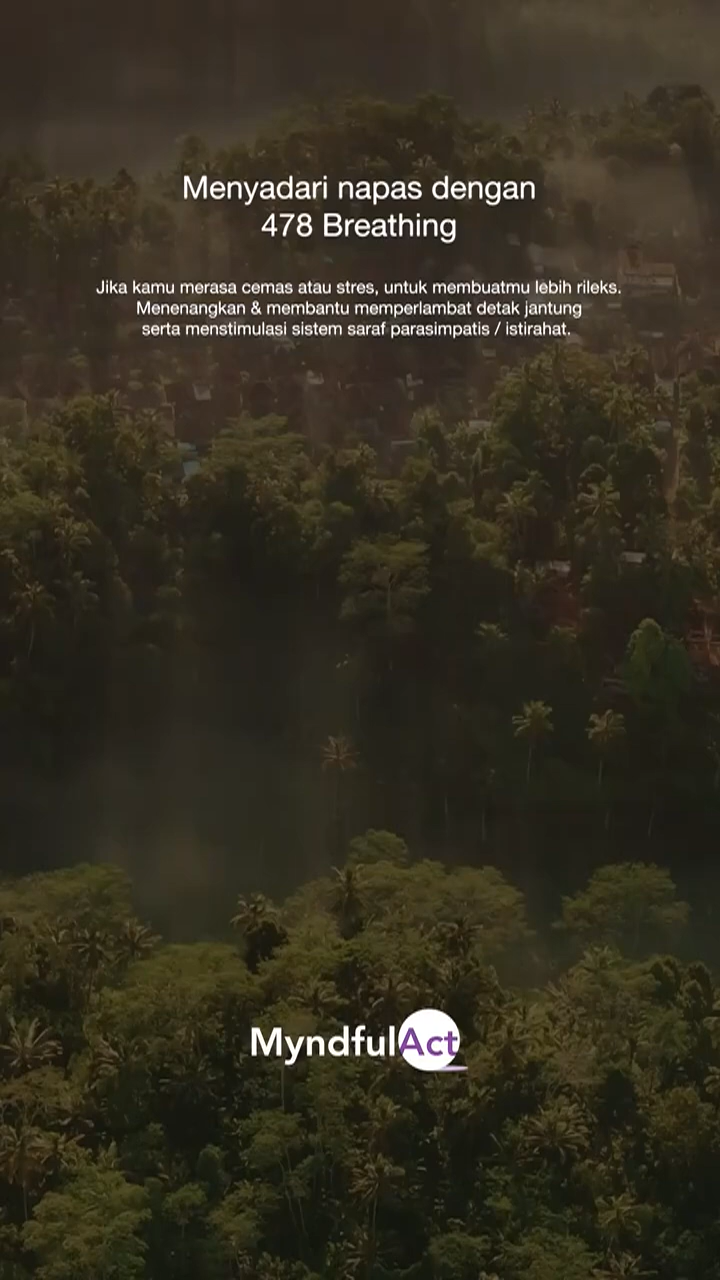 Menyadari napas dengan
478 Breathing
Jika kamu merasa cemas atau stres, untuk membuatmu lebih rileks.
Menenangkan & membantu memperlambat detak jantung
serta menstimulasi sistem saraf parasimpatis / istirahat.
MyndfulAct